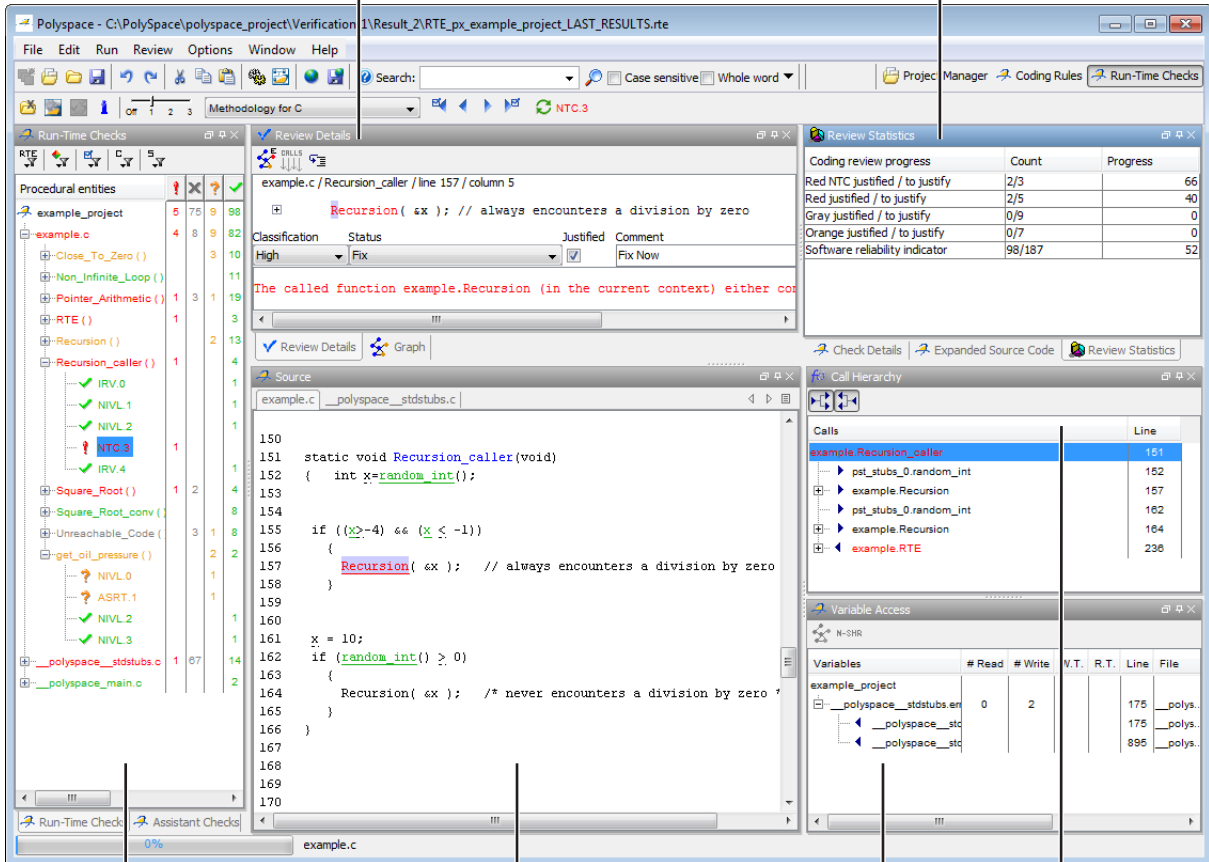 Polyspace - C:\PolySpace\polyspace_project\Verification 1\Result_2\RTE_px_example_project_LAST_RESULTS.rte
File Edit Run Review Options Window Help
Search: Case sensitive Whole word Project Manager Coding Rules Run-Time Checks
Off 1 2 3 Methodology for C NTC.3
Run-Time Checks
RTE C S
Procedural entities ! ?
example_project 5 75 9 98
example.c 4 8 9 82
Close_To_Zero () 3 10
Non_Infinite_Loop () 11
Pointer_Arithmetic () 1 3 1 19
RTE () 1 3
Recursion () 2 13
Recursion_caller () 1 4
IRV.0 1
NIVL.1 1
NIVL.2 1
NTC.3 1
IRV.4 1
Square_Root () 1 2 4
Square_Root_conv ( 8
Unreachable_Code ( 3 1 8
get_oil_pressure () 2 2
? NIVL.0 1
? ASRT.1 1
NIVL.2 1
NIVL.3 1
__polyspace__stdstubs.c 1 67 14
__polyspace_main.c 2
Run-Time Check Assistant Checks
Review Details
E CALLS
example.c / Recursion_caller / line 157 / column 5
Recursion( &x ); // always encounters a division by zero
Classification Status Justified Comment
High Fix Fix Now
The called function example.Recursion (in the current context) either con
Review Details Graph
Source
example.c __polyspace__stdstubs.c
150
151 static void Recursion_caller(void)
152 { int x=random_int();
153
154
155 if ((x>-4) && (x < -1))
156 {
157 Recursion( &x ); // always encounters a division by zero
158 }
159
160
161 x = 10;
162 if (random_int() > 0)
163 {
164 Recursion( &x ); /* never encounters a division by zero *
165 }
166 }
167
168
169
170
Review Statistics
Coding review progress Count Progress
Red NTC justified / to justify 2/3 66
Red justified / to justify 2/5 40
Gray justified / to justify 0/9 0
Orange justified / to justify 0/7 0
Software reliability indicator 98/187 52
Check Details Expanded Source Code Review Statistics
f(x) Call Hierarchy
Calls Line
example.Recursion_caller 151
pst_stubs_0.random_int 152
example.Recursion 157
pst_stubs_0.random_int 162
example.Recursion 164
example.RTE 236
Variable Access
N-SHR
Variables # Read # Write W.T. R.T. Line File
example_project
__polyspace__stdstubs.err 0 2 175 __polys..
__polyspace__std 175 __polys..
__polyspace__std 895 __polys..
0% example.c